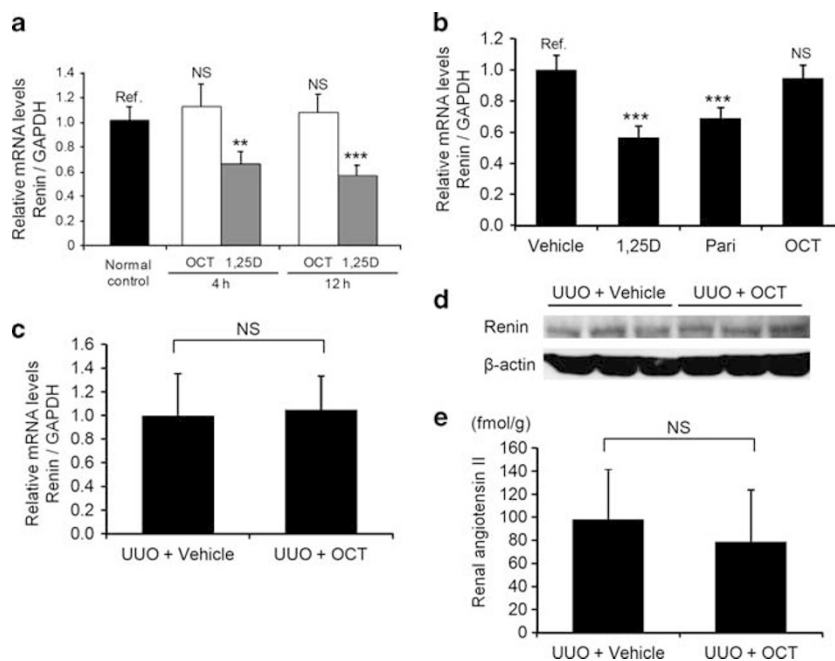 a
Relative mRNA levels
Renin / GAPDH
1.4
1.2
1.0
0.8
0.6
0.4
0.2
0
Ref.
NS
**
NS
***
Normal
control
OCT 1,25D
4 h
OCT 1,25D
12 h
b
Relative mRNA levels
Renin / GAPDH
1.2
1.0
0.8
0.6
0.4
0.2
0.0
Ref.
***
***
NS
Vehicle
1,25D
Pari
OCT
c
Relative mRNA levels
Renin / GAPDH
1.6
1.4
1.2
1.0
0.8
0.6
0.4
0.2
0.0
NS
UUO + Vehicle
UUO + OCT
d
UUO + Vehicle
UUO + OCT
Renin
β-actin
e
(fmol/g)
Renal angiotensin II
160
140
120
100
80
60
40
20
0
NS
UUO + Vehicle
UUO + OCT